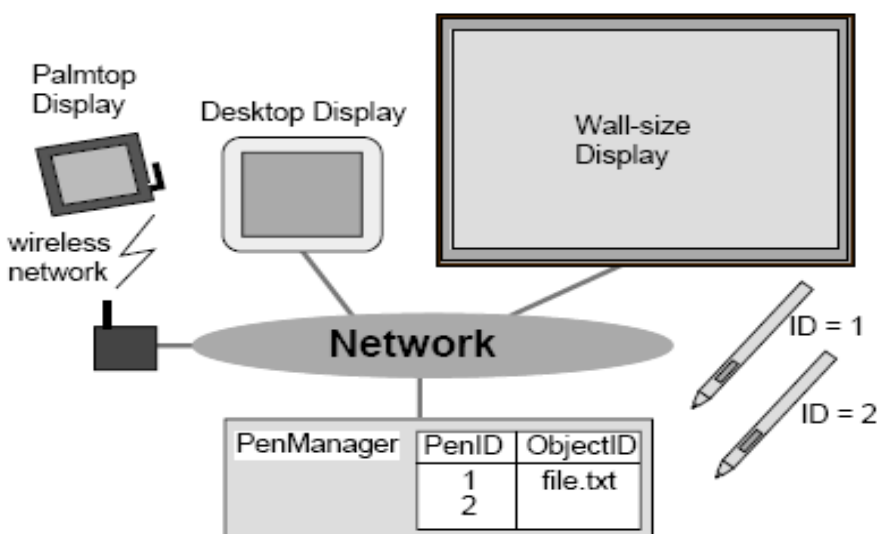 Palmtop
Display
Desktop Display
Wall-size
Display
wireless
network
Network
ID = 1
ID = 2
PenManager
PenID ObjectID
1 file.txt
2